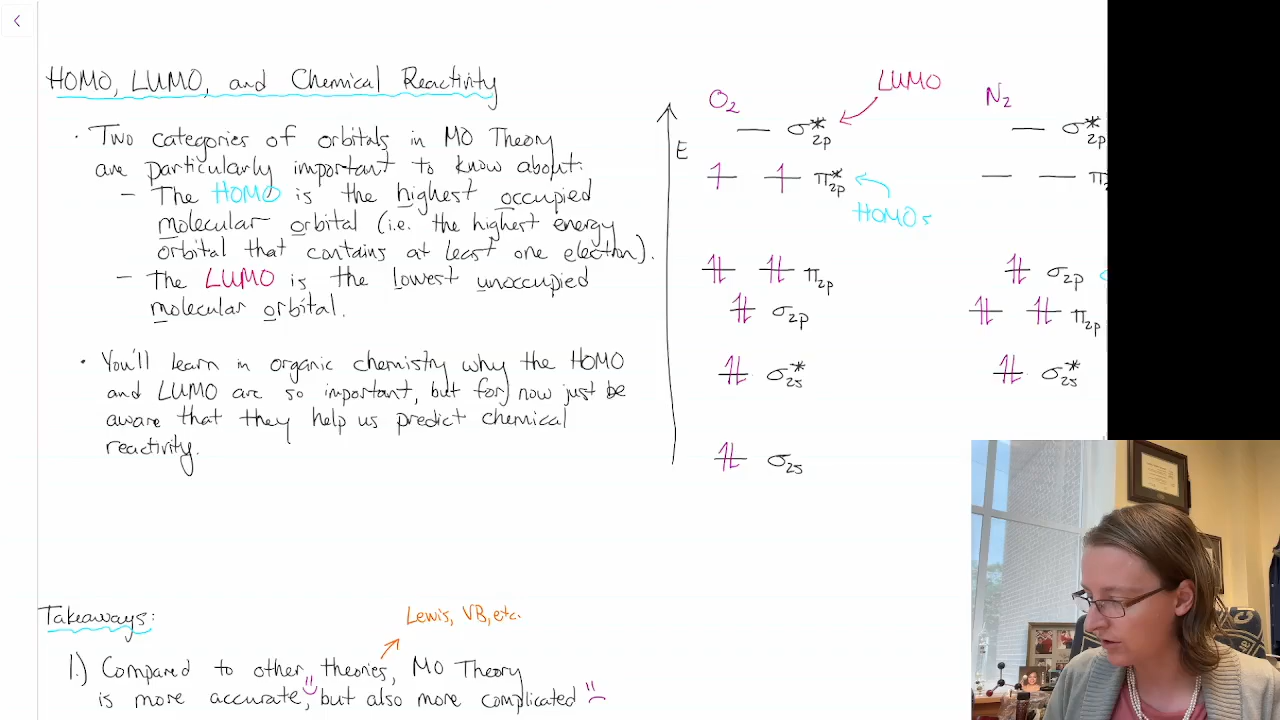 HOMO, LUMO, and Chemical Reactivity
· Two categories of orbitals in MO Theory
are particularly important to know about:
– The HOMO is the highest occupied
molecular orbital (i.e. the highest energy
orbital that contains at least one electron).
– The LUMO is the lowest unoccupied
molecular orbital.
· You'll learn in organic chemistry why the HOMO
and LUMO are so important, but for now just be
aware that they help us predict chemical
reactivity.
E
O₂
LUMO
σ*2p
π*2p
HOMOs
π2p
σ2p
σ*2s
σ2s
N₂
σ*2p
π
σ2p
π2p
σ*2s
Takeaways:
Lewis, VB, etc.
1.) Compared to other theories, MO Theory
is more accurate, but also more complicated